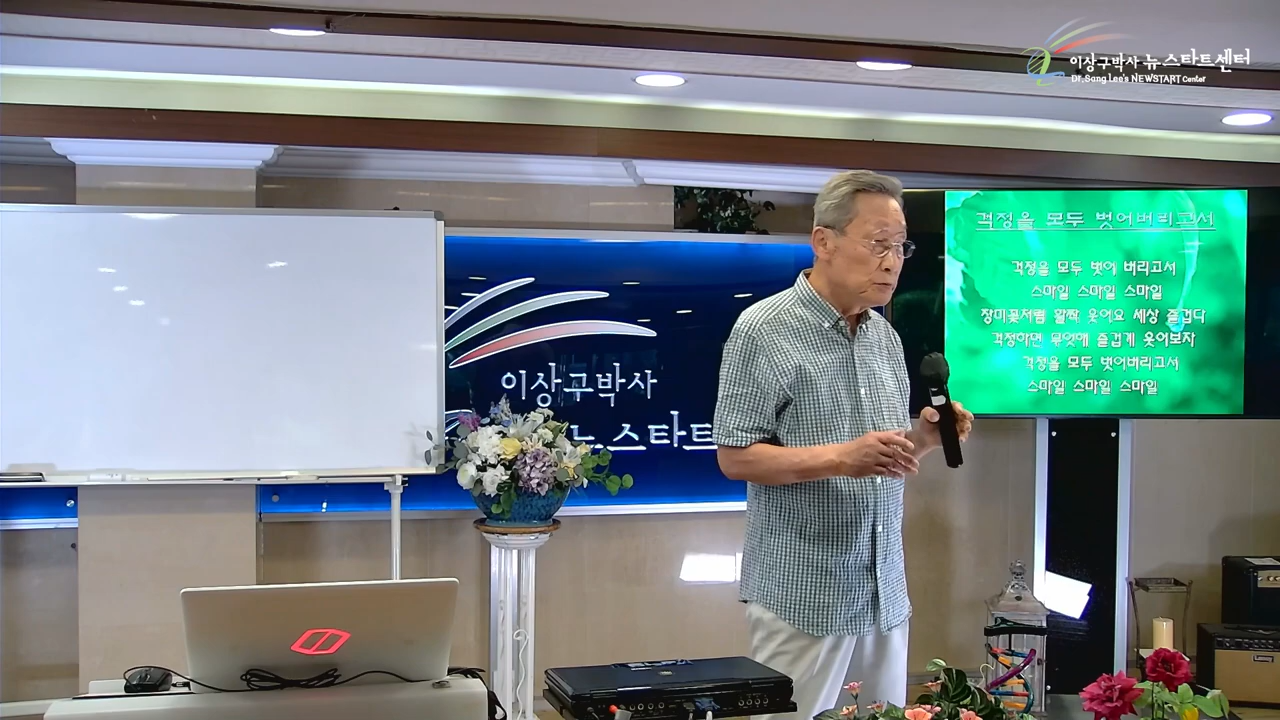 이상구박사 뉴스타트센터
Dr.Sang Lee's NEWSTART Center
걱정을 모두 벗어버리고서
걱정을 모두 벗어 버리고서
스마일 스마일 스마일
장미꽃처럼 활짝 웃어요 세상 즐겁다
걱정하면 무엇해 즐겁게 웃어보자
걱정을 모두 벗어버리고서
스마일 스마일 스마일
이상구박사
뉴스타트
Laney